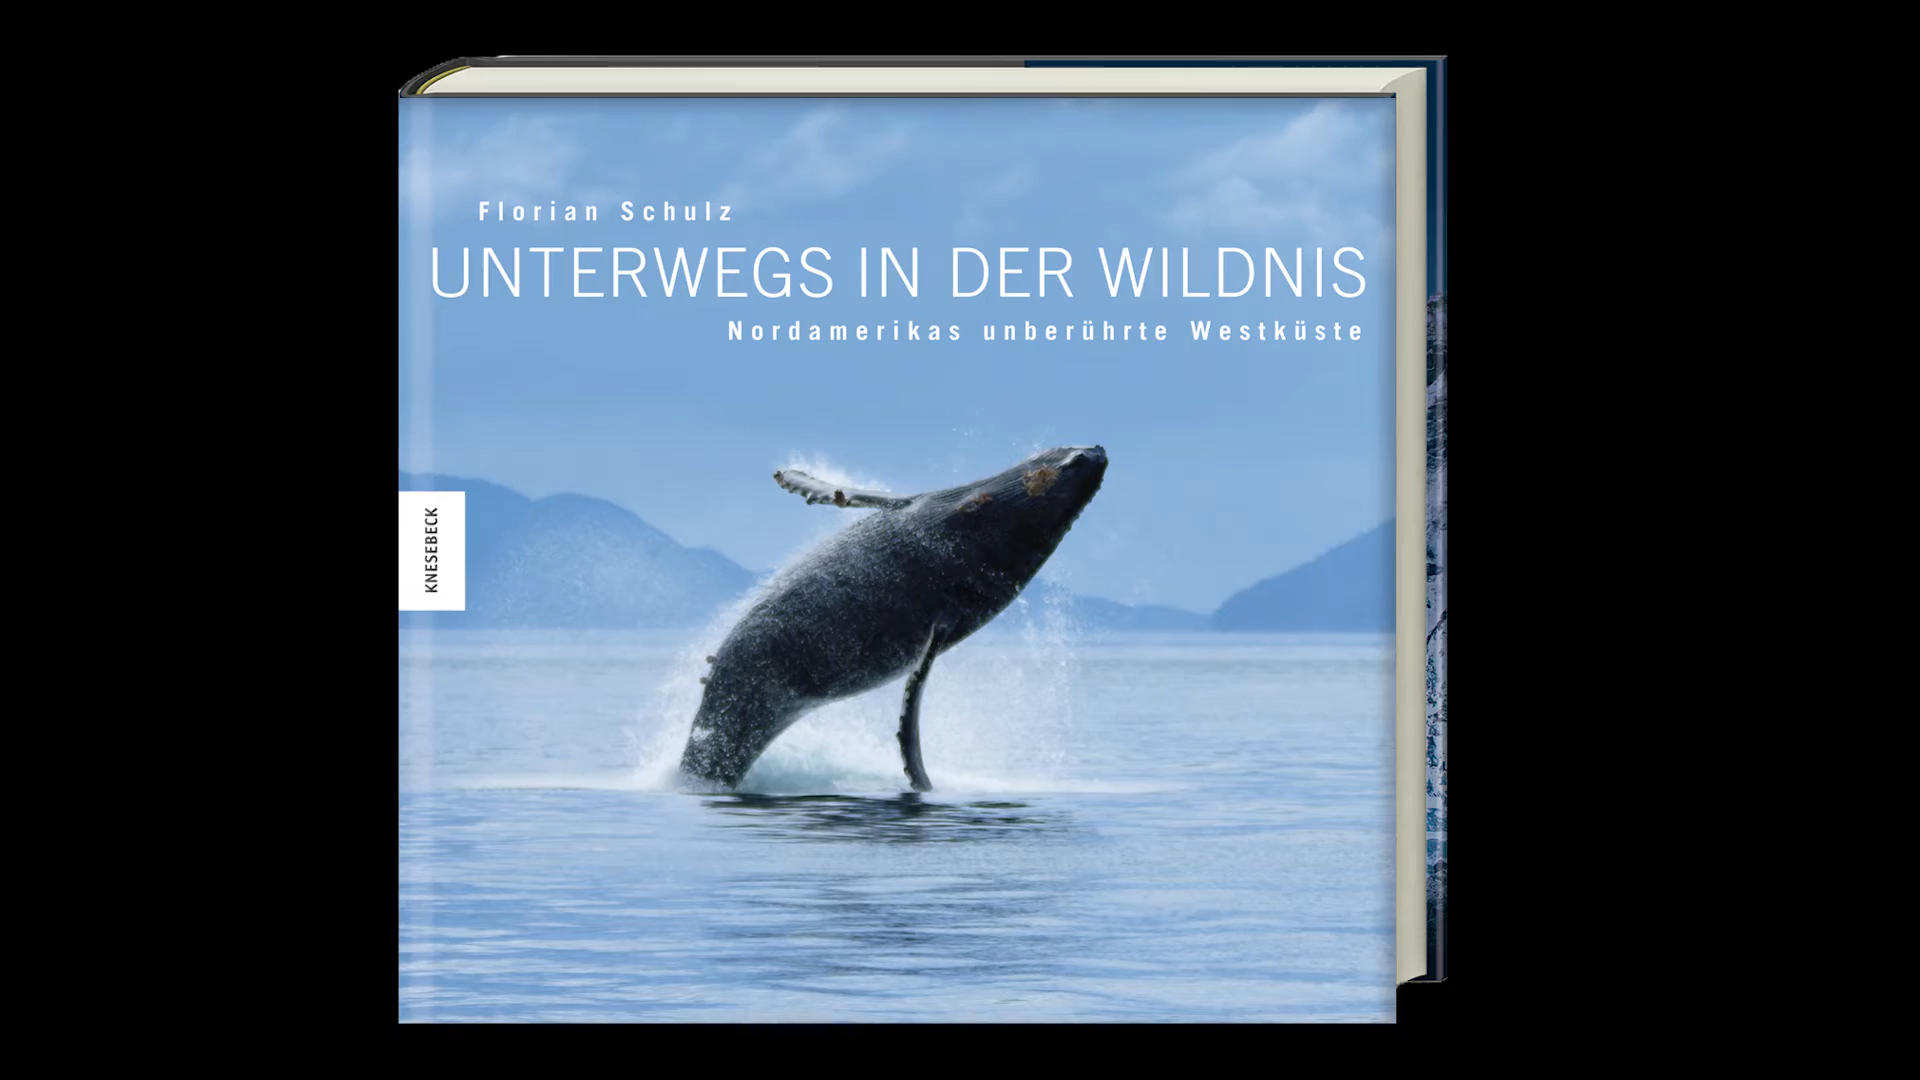 Florian Schulz
UNTERWEGS IN DER WILDNIS
Nordamerikas unberührte Westküste
KNESEBECK